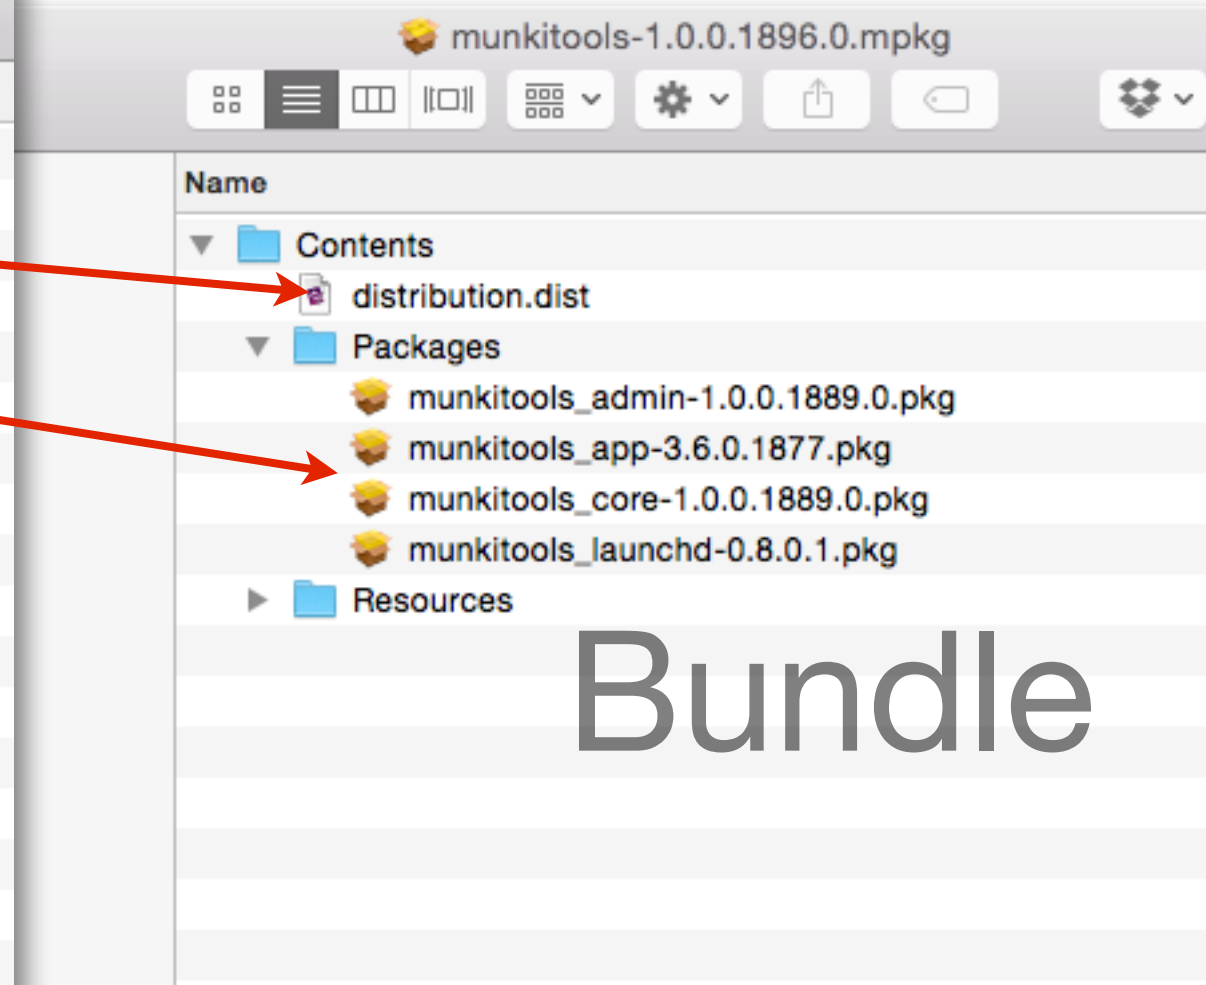 munkitools-1.0.0.1896.0.mpkg
Name
Contents
distribution.dist
Packages
munkitools_admin-1.0.0.1889.0.pkg
munkitools_app-3.6.0.1877.pkg
munkitools_core-1.0.0.1889.0.pkg
munkitools_launchd-0.8.0.1.pkg
Resources
Bundle